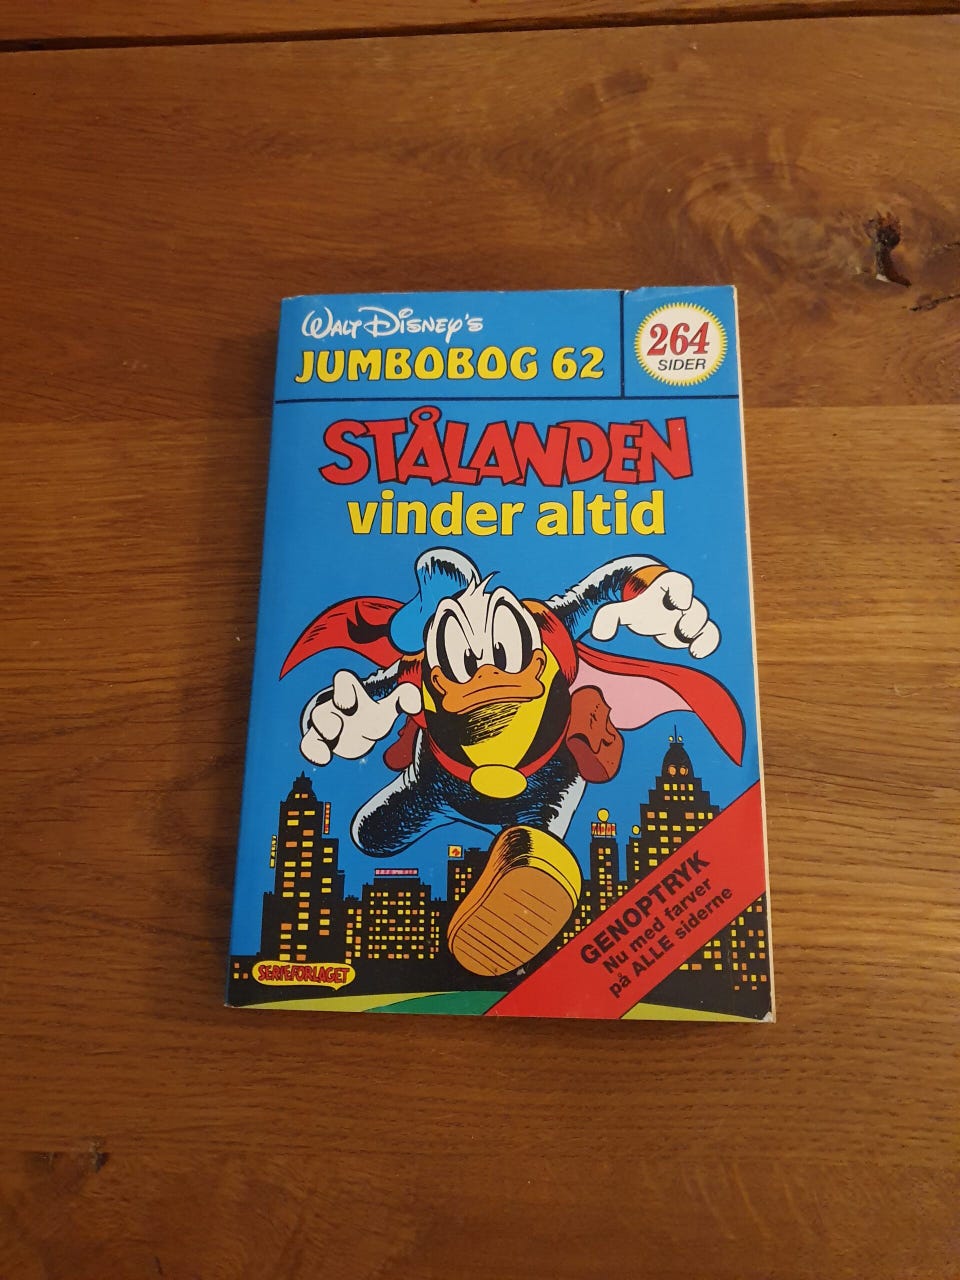 WALT DISNEY'S
JUMBOBOG 62
264
SIDER
STÅLANDEN
vinder altid
GENOPTRYK
Nu med farver
på ALLE siderne
SERIEFORLAGET